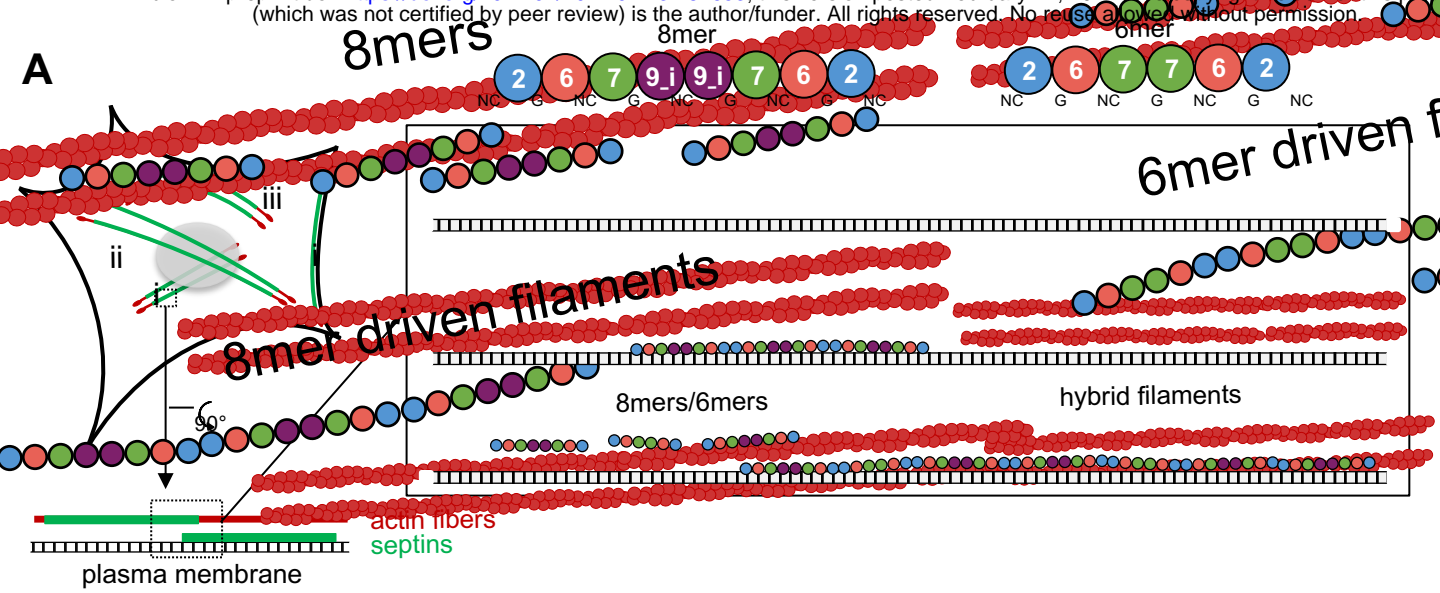 (which was not certified by peer review) is the author/funder. All rights reserved. No reuse allowed without permission.
A
8mers
8mer
2 6 7 9_i 9_i 7 6 2
NC G NC G NC G NC G NC
6mer
2 6 7 7 6 2
NC G NC G NC G NC
6mer driven f
iii
ii
i
i
8mer driven filaments
90°
8mers/6mers
hybrid filaments
actin fibers
septins
plasma membrane